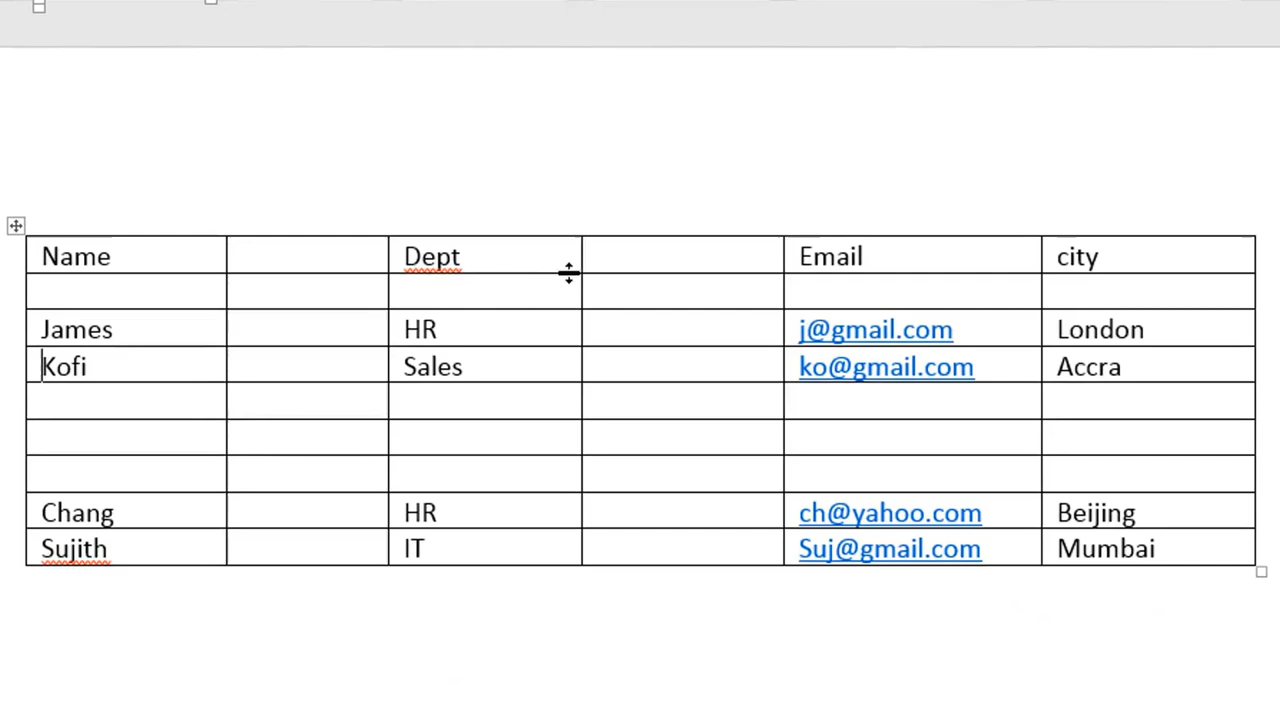 Name Dept Email city
James HR j@gmail.com London
Kofi Sales ko@gmail.com Accra
Chang HR ch@yahoo.com Beijing
Sujith IT Suj@gmail.com Mumbai